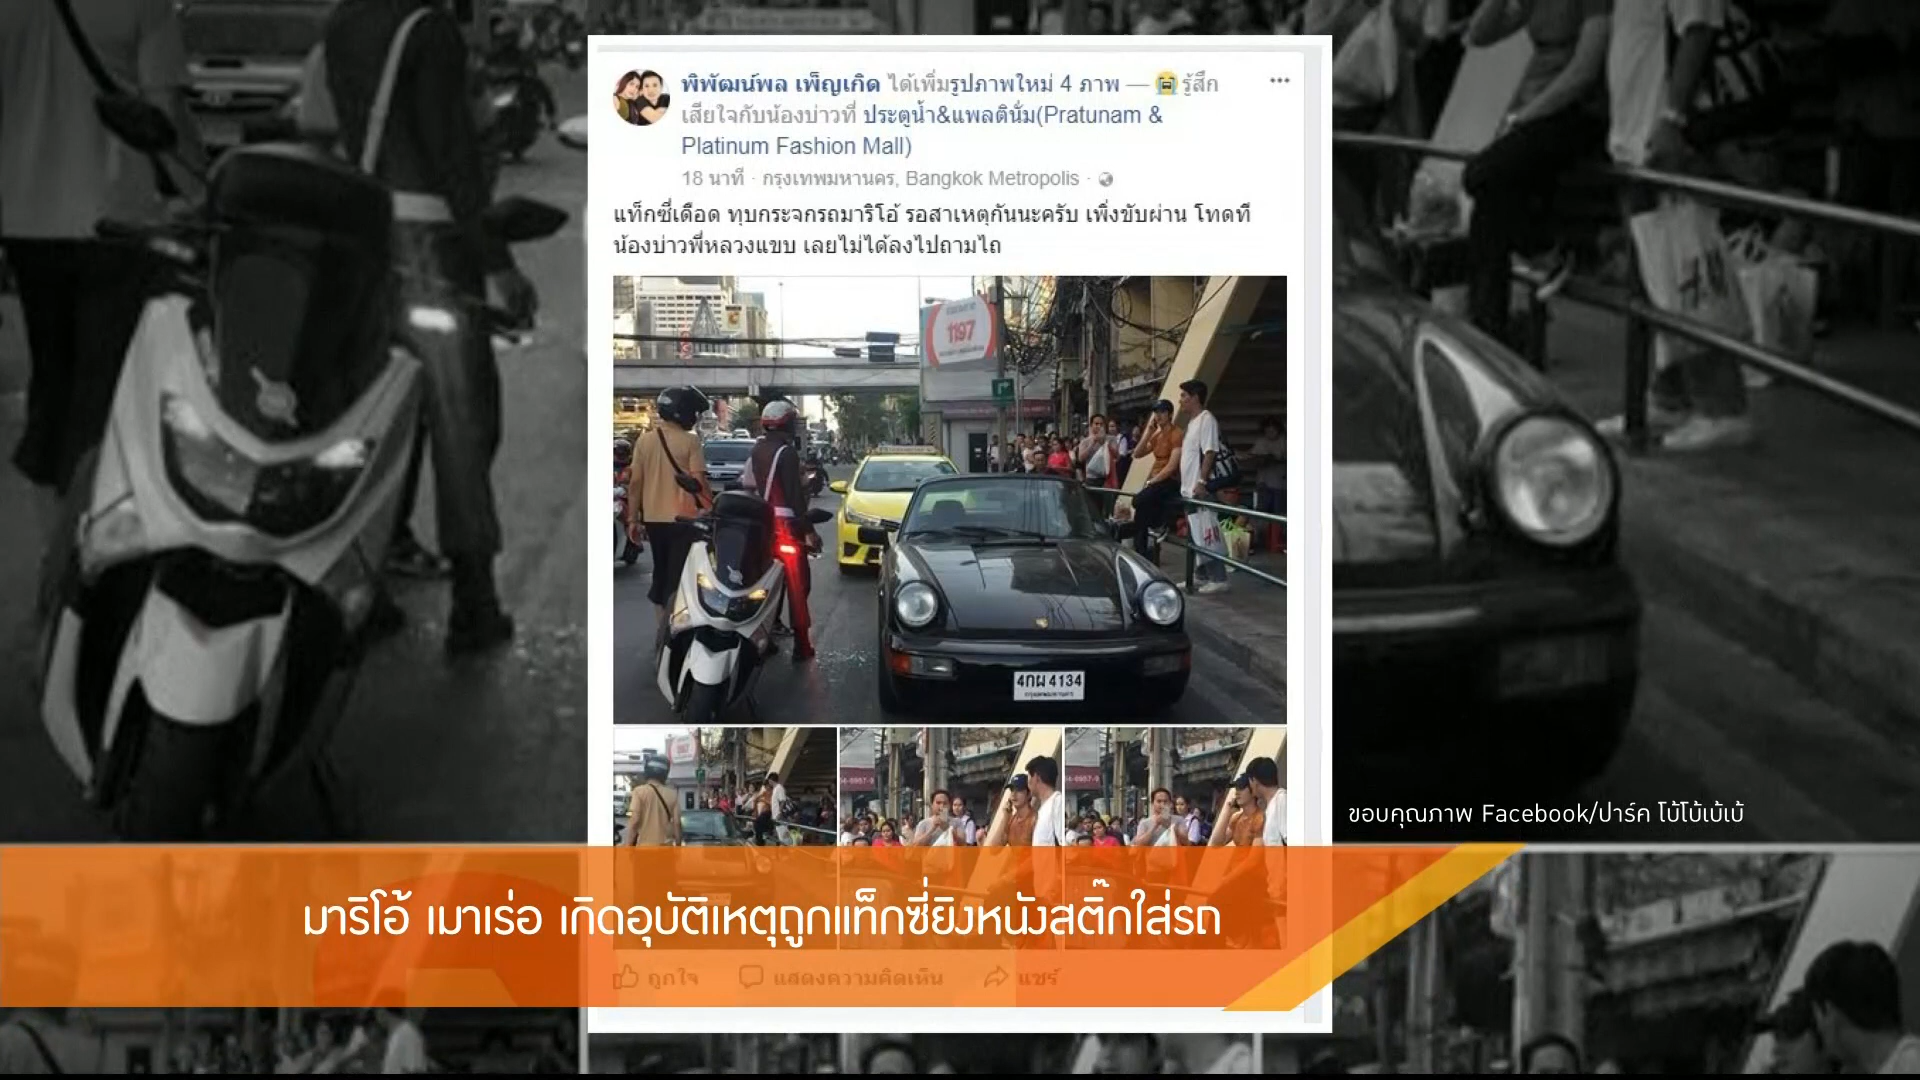 พิพัฒน์พล เพ็ญเกิด ได้เพิ่มรูปภาพใหม่ 4 ภาพ — 😭 รู้สึก
เสียใจกับน้องบ่าวที่ ประตูน้ำ&แพลตินั่ม(Pratunam &
Platinum Fashion Mall)
18 นาที · กรุงเทพมหานคร, Bangkok Metropolis ·
แท็กซี่เดือด ทุบกระจกรถมาริโอ้ รอสาเหตุกันนะครับ เพิ่งขับผ่าน โทดที
น้องบ่าวพี่หลวงแขบ เลยไม่ได้ลงไปถามไถ
1197
4กผ 4134
กรุงเทพมหานคร
H&M
ขอบคุณภาพ Facebook/ปาร์ค โบ้โบ้เบ้เบ้
มาริโอ้ เมาเร่อ เกิดอุบัติเหตุถูกแท็กซี่ยิงหนังสติ๊กใส่รถ
ถูกใจ แสดงความคิดเห็น แชร์